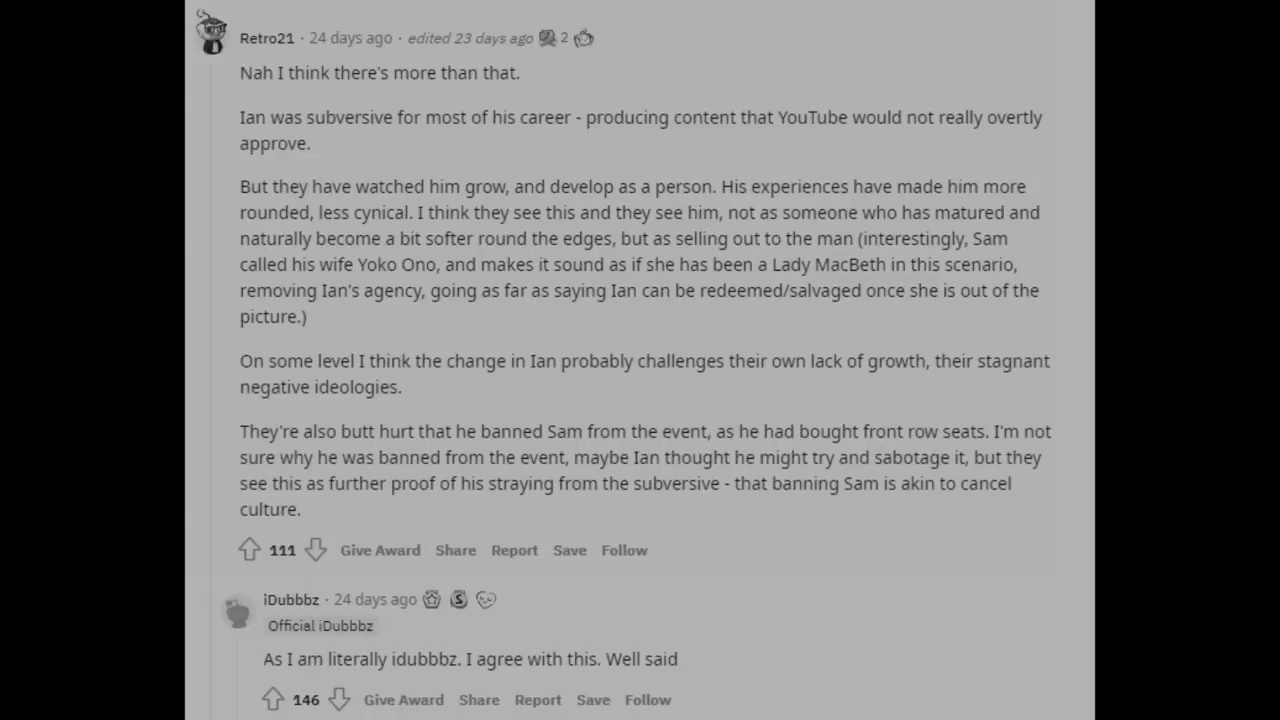 Retro21 · 24 days ago · edited 23 days ago 2
Nah I think there's more than that.
Ian was subversive for most of his career - producing content that YouTube would not really overtly
approve.
But they have watched him grow, and develop as a person. His experiences have made him more
rounded, less cynical. I think they see this and they see him, not as someone who has matured and
naturally become a bit softer round the edges, but as selling out to the man (interestingly, Sam
called his wife Yoko Ono, and makes it sound as if she has been a Lady MacBeth in this scenario,
removing Ian's agency, going as far as saying Ian can be redeemed/salvaged once she is out of the
picture.)
On some level I think the change in Ian probably challenges their own lack of growth, their stagnant
negative ideologies.
They're also butt hurt that he banned Sam from the event, as he had bought front row seats. I'm not
sure why he was banned from the event, maybe Ian thought he might try and sabotage it, but they
see this as further proof of his straying from the subversive - that banning Sam is akin to cancel
culture.
111 Give Award Share Report Save Follow
iDubbbz · 24 days ago
Official iDubbbz
As I am literally idubbbz. I agree with this. Well said
146 Give Award Share Report Save Follow